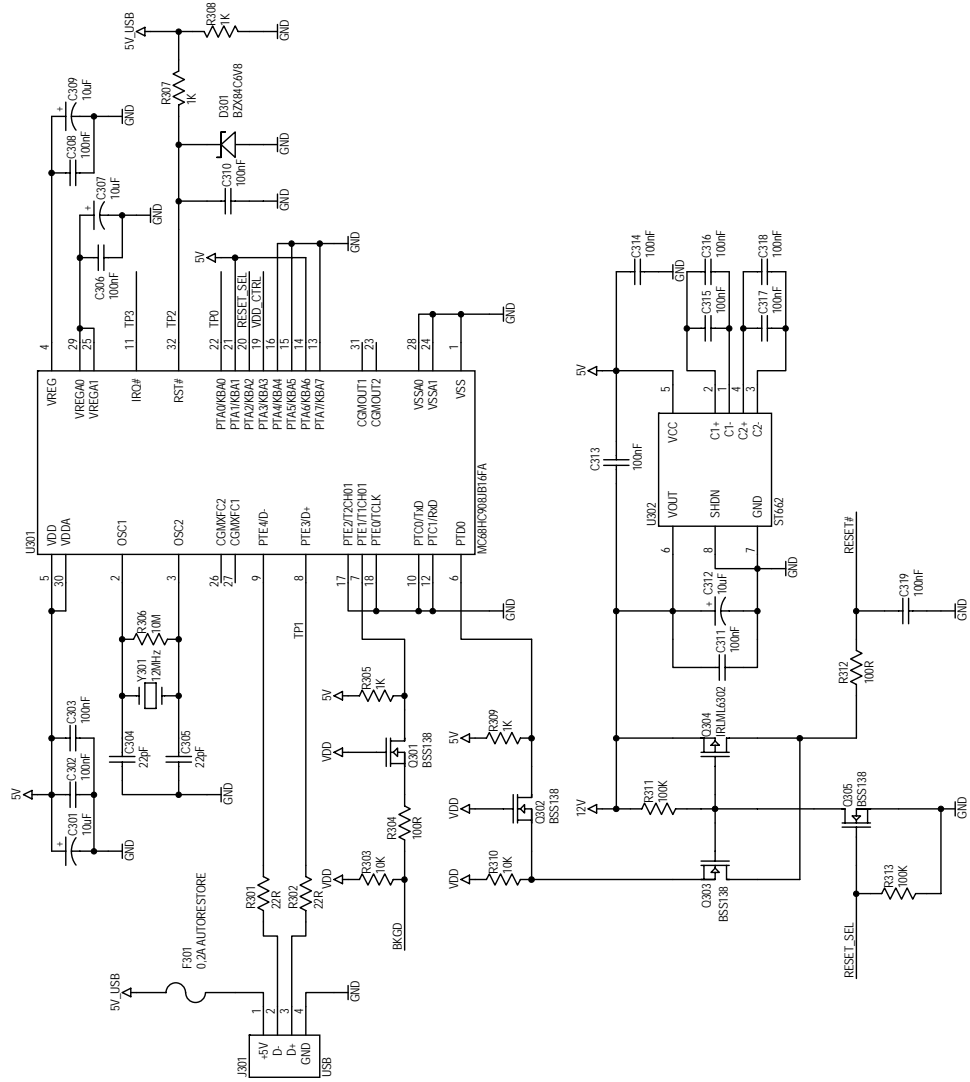 J301
+5V
D-
D+
GND
USB
1
2
3
4
5V_USB
F301
0,2A AUTORESTORE
GND
R301
22R
R302
22R
TP1
5V
C301
10uF
+
C302
100nF
C303
100nF
GND
C304
22pF
C305
22pF
GND
Y301
12MHz
R306
10M
BKGD
VDD
R303
10K
R304
100R
VDD
Q301
BSS138
5V
R305
1K
VDD
R310
10K
VDD
Q302
BSS138
5V
R309
1K
GND
U301
5
VDD
30
VDDA
2
OSC1
3
OSC2
26
CGMXFC2
27
CGMXFC1
9
PTE4/D-
8
PTE3/D+
17
PTE2/T2CH01
7
PTE1/T1CH01
18
PTE0/TCLK
10
PTC0/TxD
12
PTC1/RxD
6
PTD0
VREG
4
VREGA0
29
VREGA1
25
IRQ#
11
TP3
RST#
32
TP2
PTA0/KBA0
22
TP0
PTA1/KBA1
21
PTA2/KBA2
20
RESET_SEL
PTA3/KBA3
19
VDD_CTRL
PTA4/KBA4
16
PTA5/KBA5
15
PTA6/KBA6
14
PTA7/KBA7
13
CGMOUT1
31
CGMOUT2
23
VSSA0
28
VSSA1
24
VSS
1
MC68HC908JB16FA
GND
5V
GND
C306
100nF
C307
10uF
+
GND
C308
100nF
C309
10uF
+
GND
C310
100nF
GND
D301
BZX84C6V8
GND
R307
1K
5V_USB
R308
1K
GND
12V
R311
100K
Q303
BSS138
Q304
IRLML6302
Q305
BSS138
RESET_SEL
R313
100K
GND
R312
100R
RESET#
C319
100nF
GND
C311
100nF
C312
10uF
+
GND
C313
100nF
5V
U302
6
VOUT
8
SHDN
7
GND
VCC
5
C1+
2
C1-
1
C2+
4
C2-
3
ST662
C314
100nF
GND
C315
100nF
C316
100nF
C317
100nF
C318
100nF